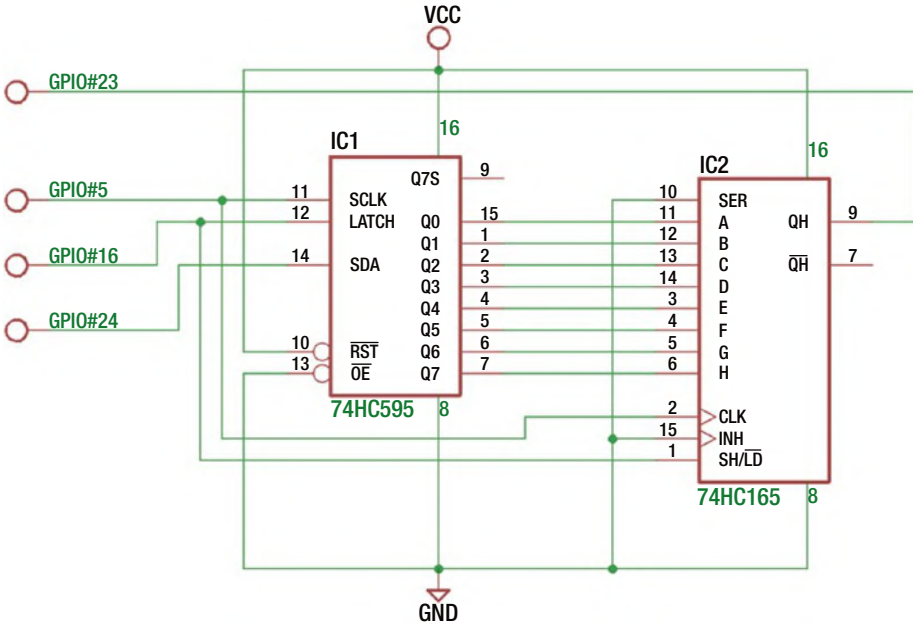 VCC
GPIO#23
16
IC1
IC2
16
Q7S 9
GPIO#5
11 SCLK
10 SER
12 LATCH
Q0 15
11 A
QH 9
Q1 1
12 B
GPIO#16
14 SDA
Q2 2
13 C
QH 7
Q3 3
14 D
Q4 4
3 E
GPIO#24
Q5 5
4 F
10 RST
Q6 6
5 G
13 OE
Q7 7
6 H
74HC595 8
2 CLK
15 INH
1 SH/LD
74HC165 8
GND